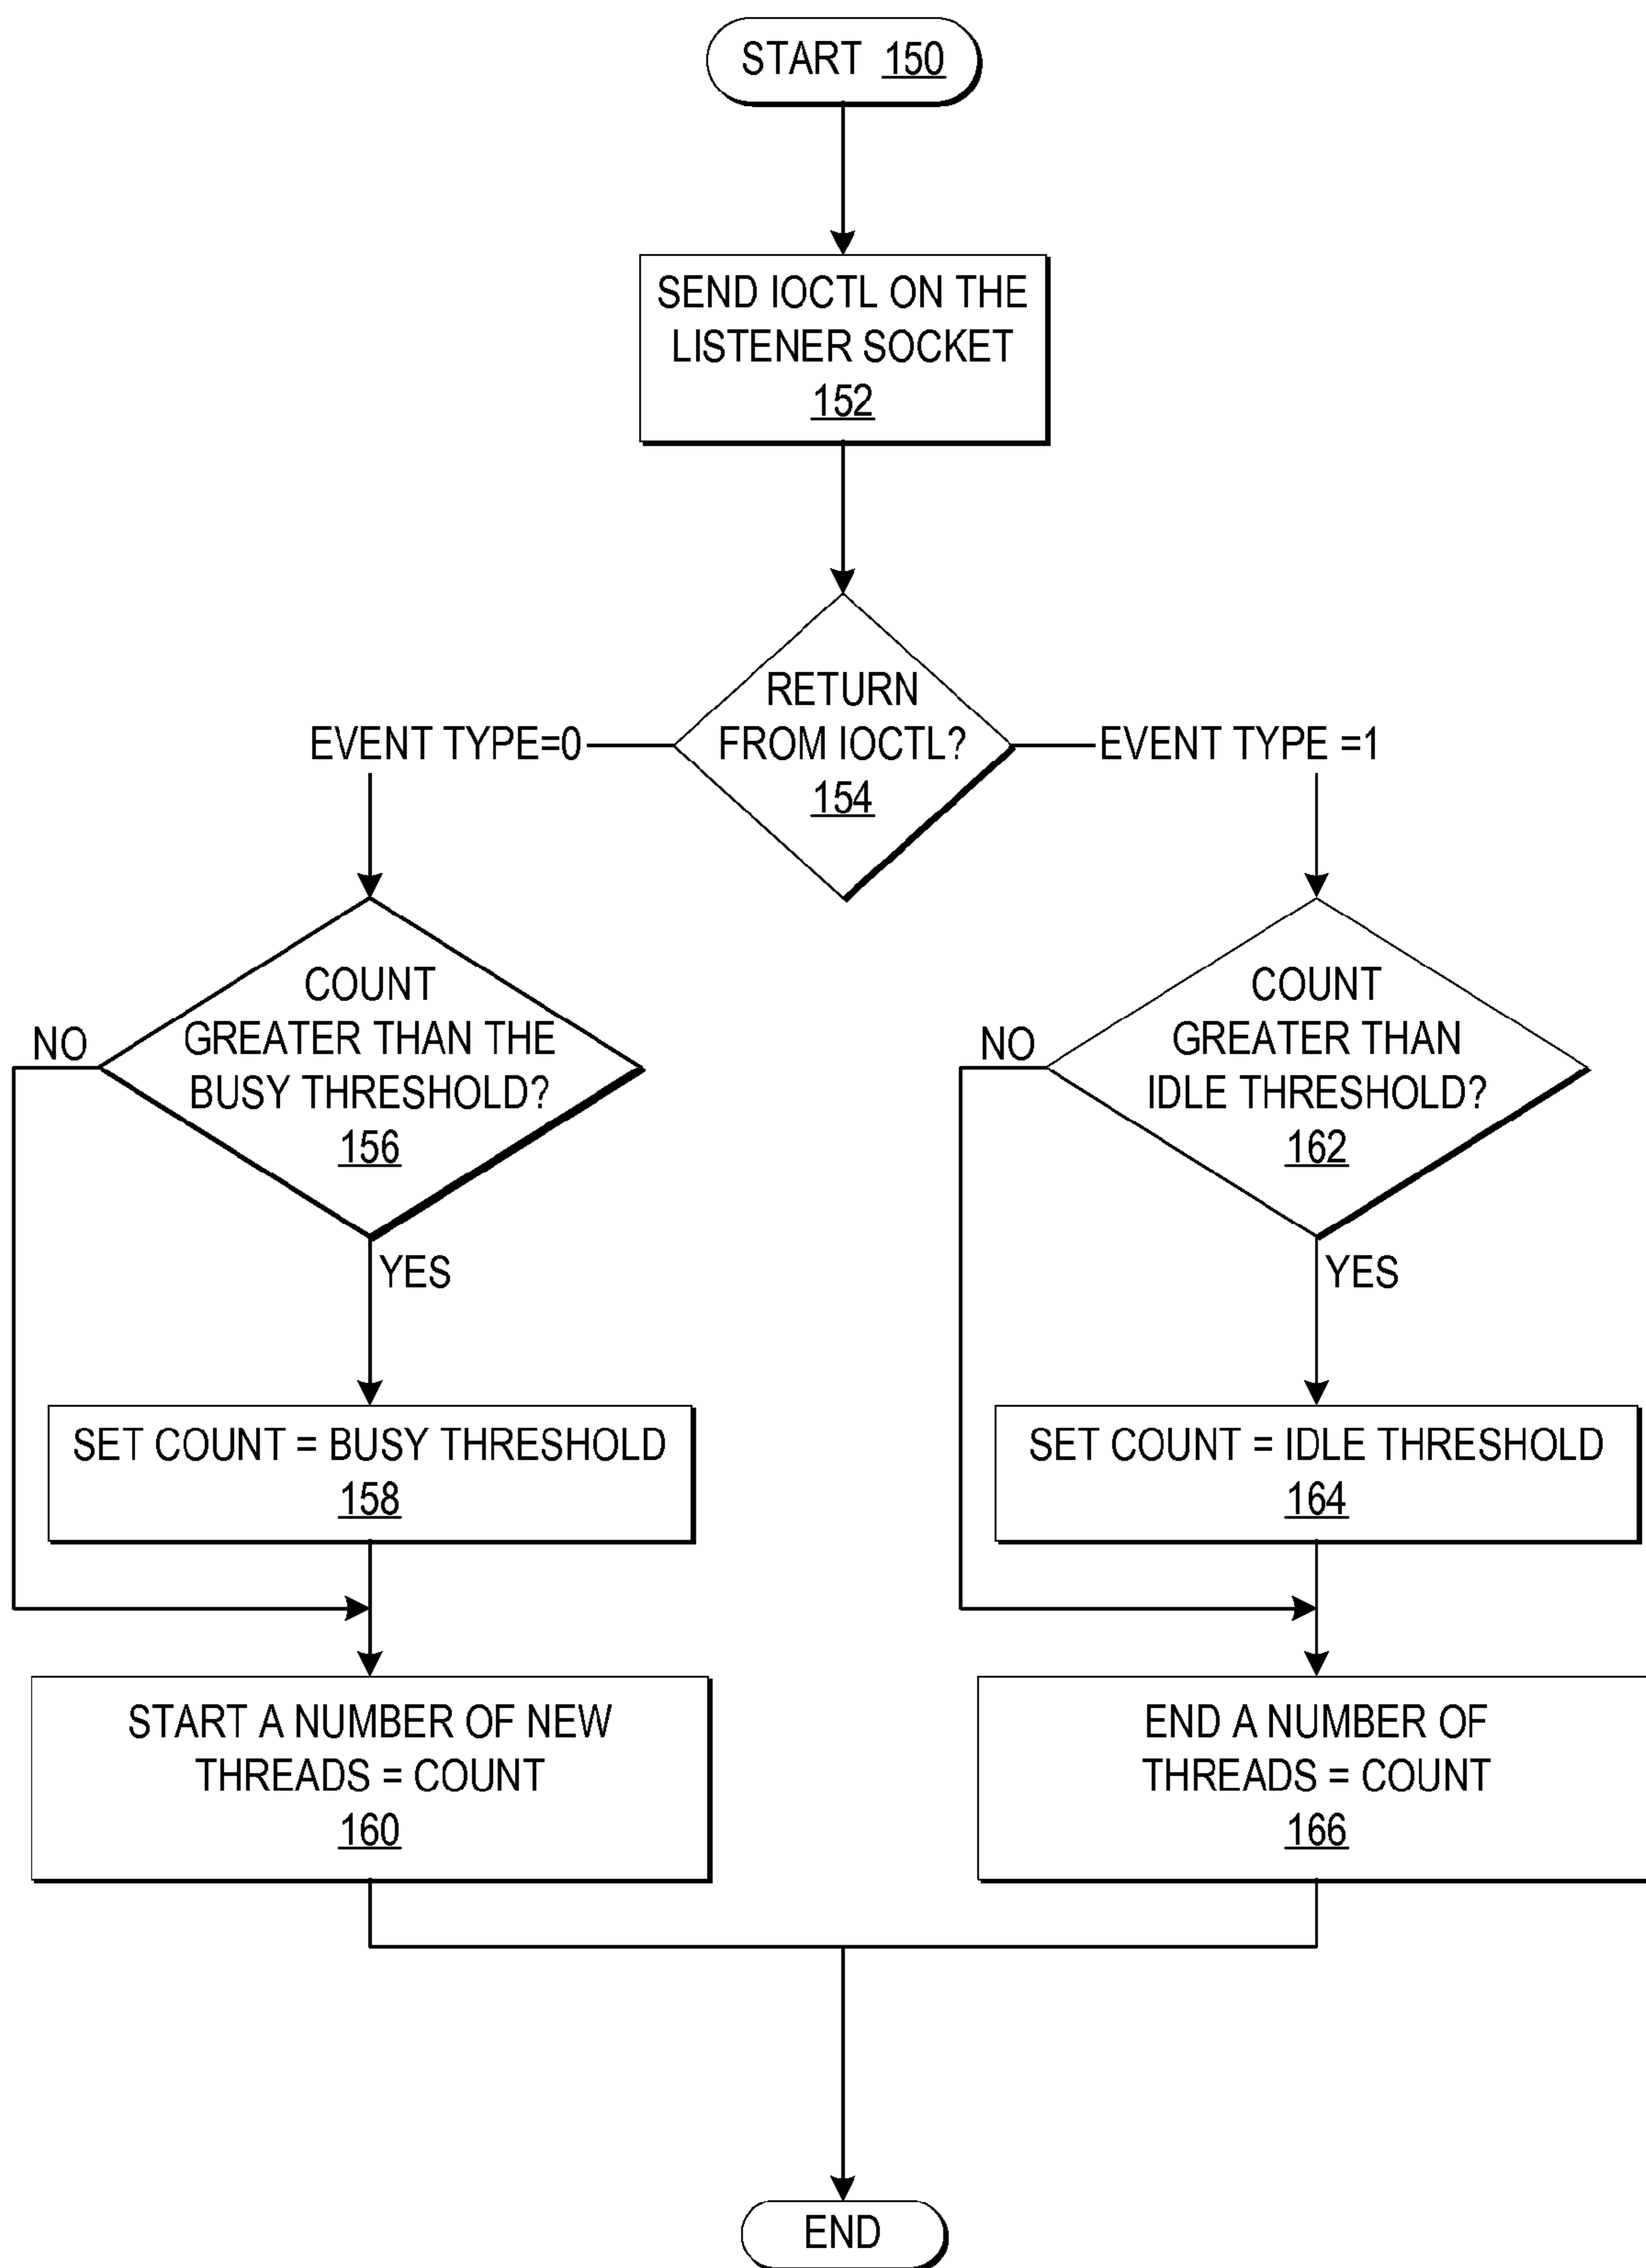 START 150
SEND IOCTL ON THE
LISTENER SOCKET
152
RETURN
FROM IOCTL?
154
EVENT TYPE=0
EVENT TYPE =1
COUNT
GREATER THAN THE
BUSY THRESHOLD?
156
NO
YES
SET COUNT = BUSY THRESHOLD
158
START A NUMBER OF NEW
THREADS = COUNT
160
COUNT
GREATER THAN
IDLE THRESHOLD?
162
NO
YES
SET COUNT = IDLE THRESHOLD
164
END A NUMBER OF
THREADS = COUNT
166
END